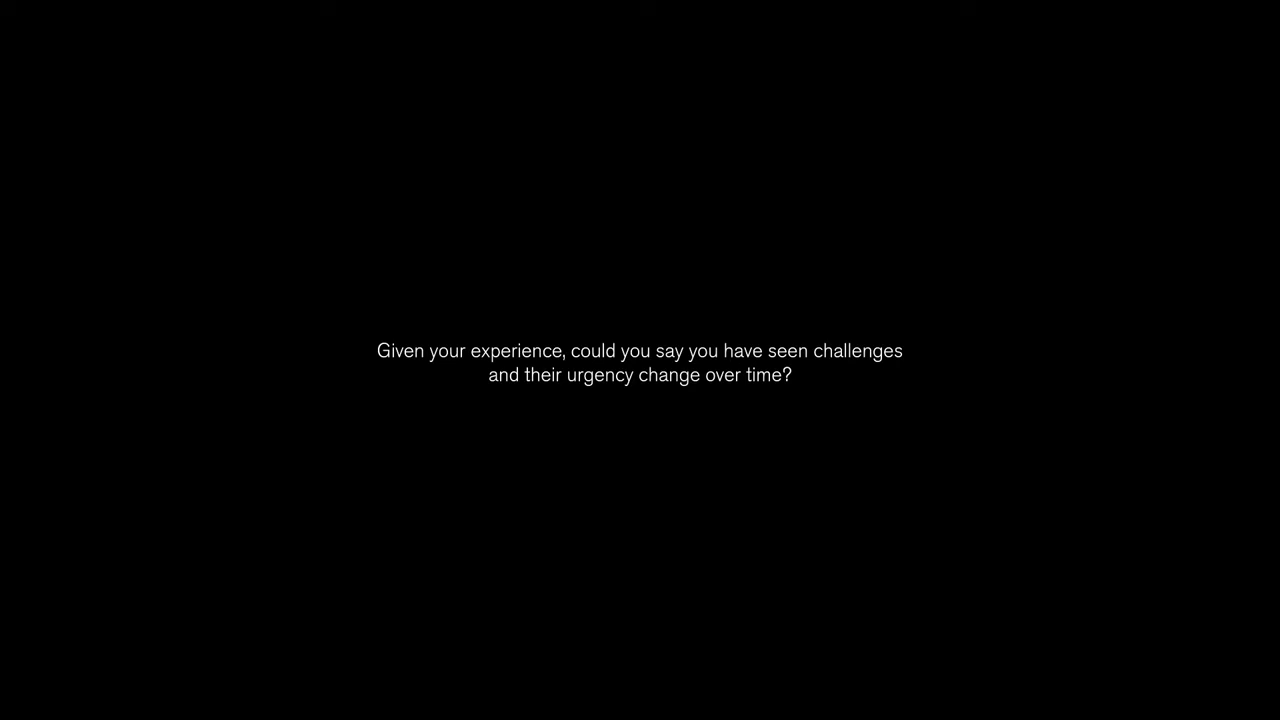 Given your experience, could you say you have seen challenges
and their urgency change over time?